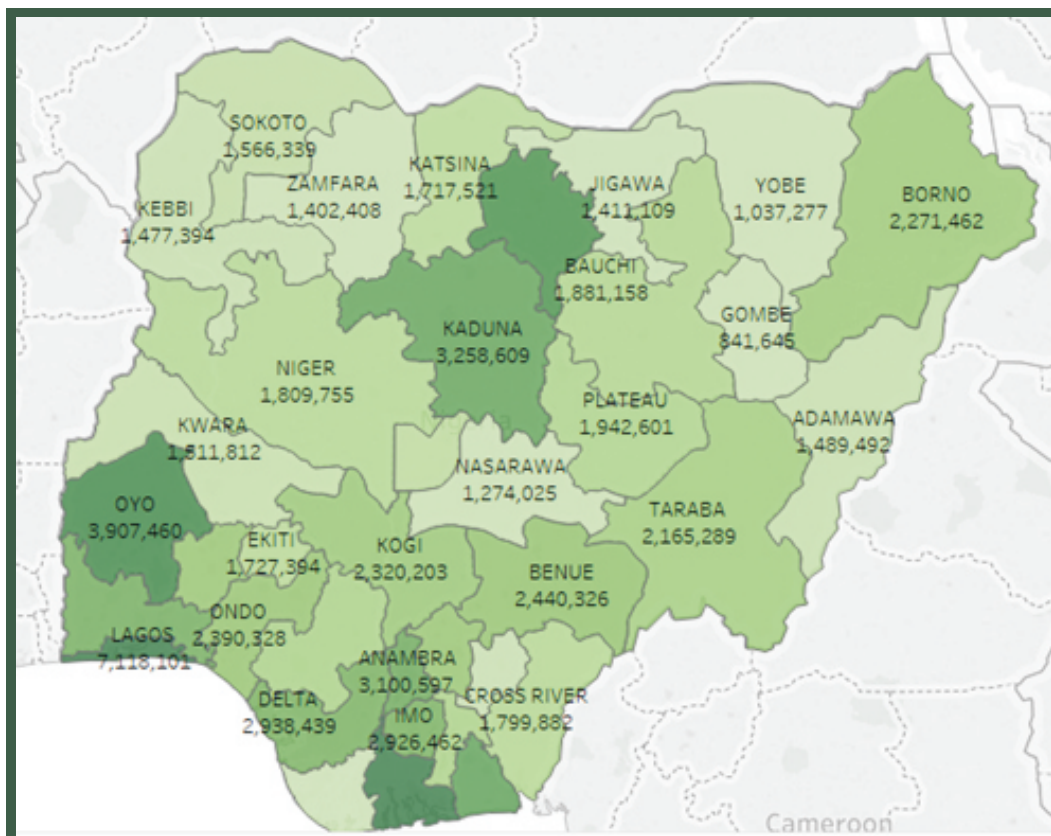 SOKOTO
1,566,339
KATSINA
1,717,521
ZAMFARA
1,402,408
JIGAWA
1,411,109
YOBE
1,037,277
BORNO
2,271,462
KEBBI
1,477,394
BAUCHI
1,881,158
GOMBE
841,645
KADUNA
3,258,609
NIGER
1,809,755
PLATEAU
1,942,601
ADAMAWA
1,489,492
KWARA
1,511,812
NASARAWA
1,274,025
OYO
3,907,460
TARABA
2,165,289
EKITI
1,727,394
KOGI
2,320,203
BENUE
2,440,326
ONDO
2,390,328
LAGOS
7,118,101
ANAMBRA
3,100,597
DELTA
2,938,439
CROSS RIVER
1,799,882
IMO
2,926,462
Cameroon